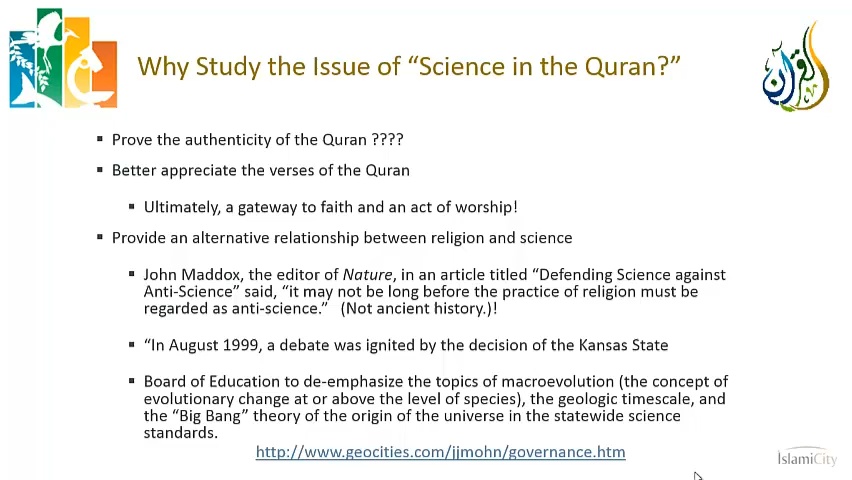 Why Study the Issue of “Science in the Quran?”
▪ Prove the authenticity of the Quran ????
▪ Better appreciate the verses of the Quran
▪ Ultimately, a gateway to faith and an act of worship!
▪ Provide an alternative relationship between religion and science
▪ John Maddox, the editor of Nature, in an article titled “Defending Science against
Anti-Science” said, “it may not be long before the practice of religion must be
regarded as anti-science.”   (Not ancient history.)!
▪ “In August 1999, a debate was ignited by the decision of the Kansas State
▪ Board of Education to de-emphasize the topics of macroevolution (the concept of
evolutionary change at or above the level of species), the geologic timescale, and
the “Big Bang” theory of the origin of the universe in the statewide science
standards.
http://www.geocities.com/jjmohn/governance.htm
IslamiCity